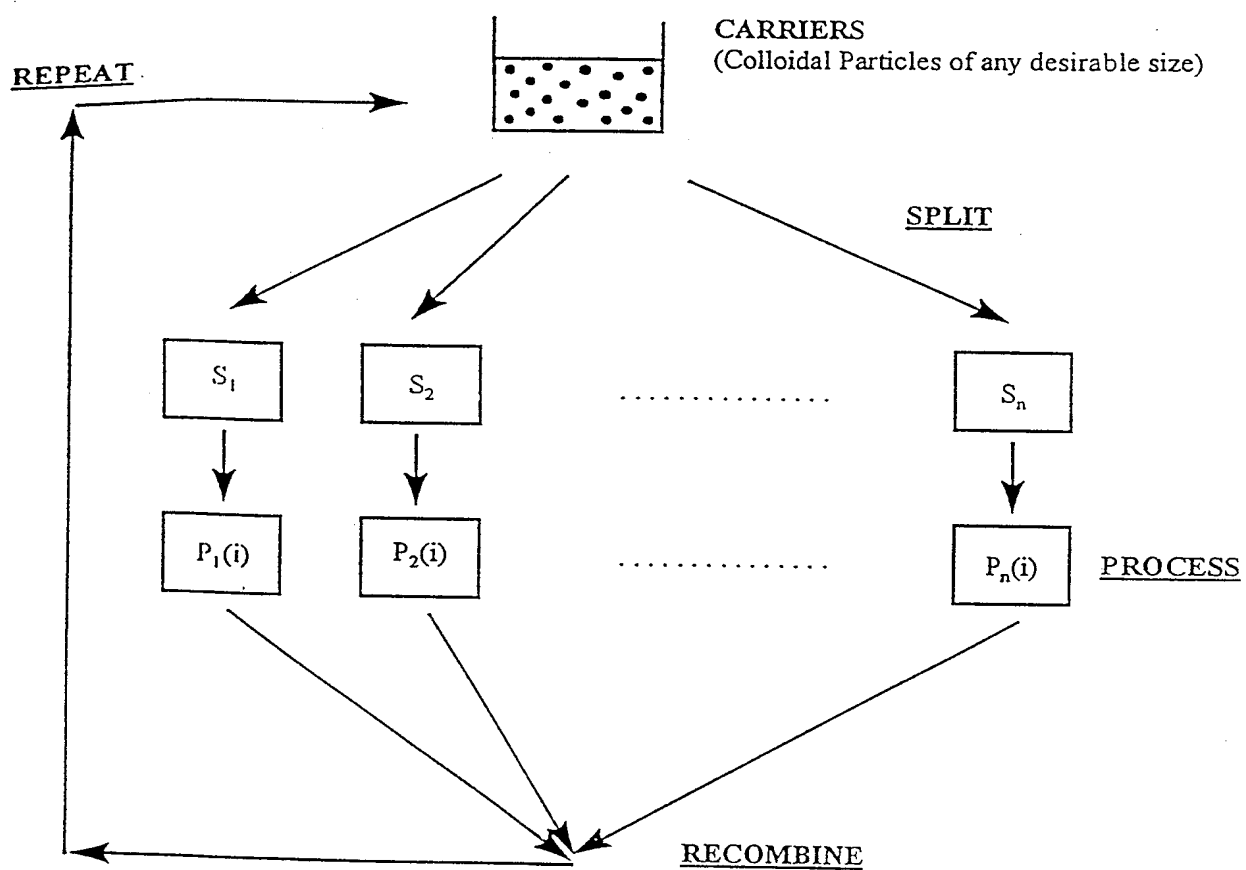 CARRIERS
(Colloidal Particles of any desirable size)
REPEAT
SPLIT
S₁ S₂ .............. Sₙ
P₁(i) P₂(i) .............. Pₙ(i) PROCESS
RECOMBINE